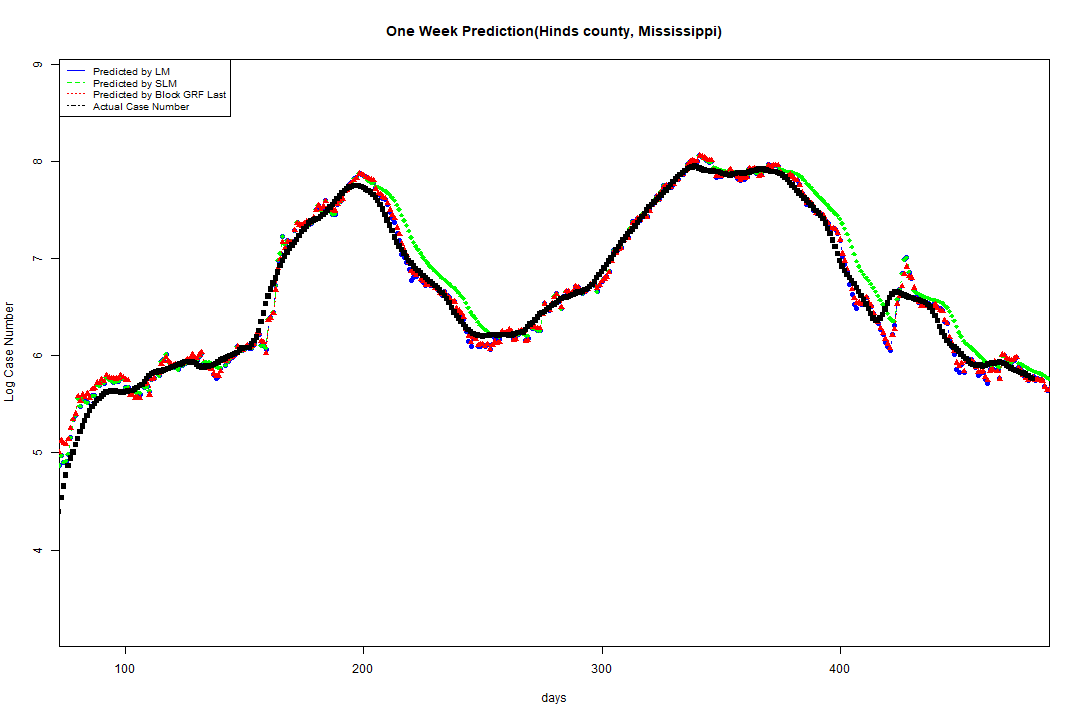 One Week Prediction(Hinds county, Mississippi)
Predicted by LM
Predicted by SLM
Predicted by Block GRF Last
Actual Case Number
9
8
7
6
5
4
Log Case Number
100 200 300 400
days